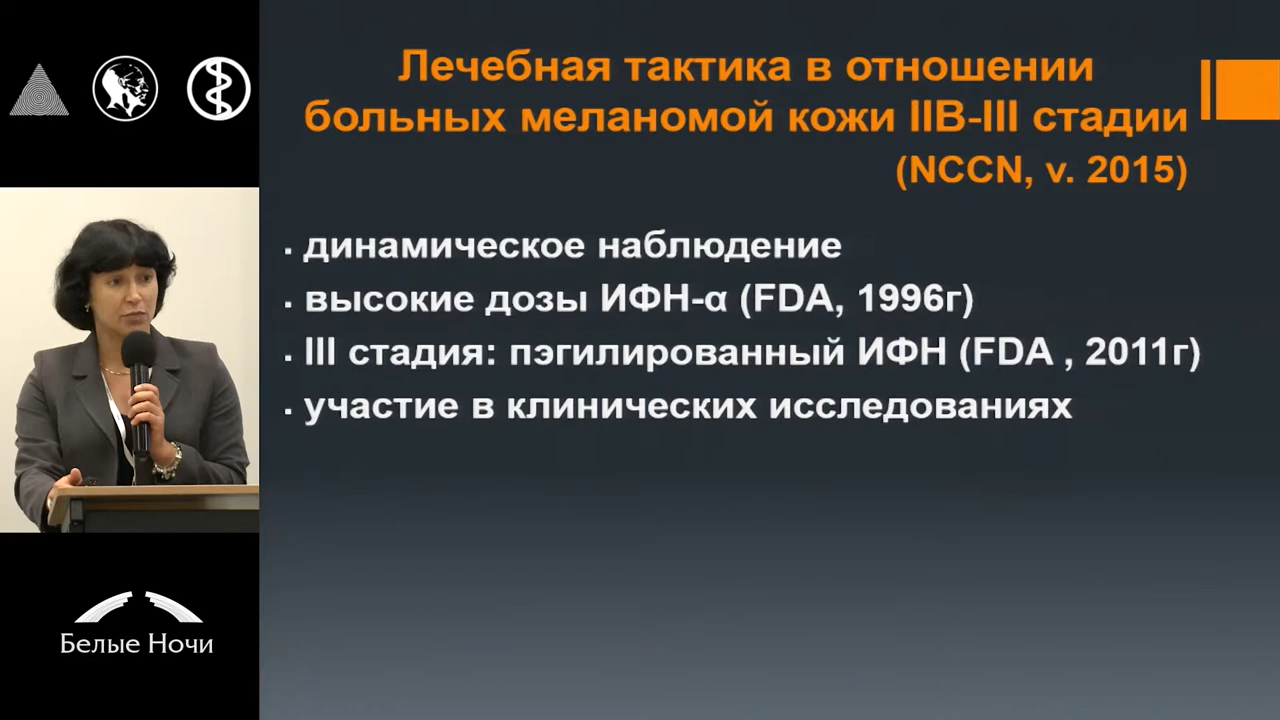 Лечебная тактика в отношении
больных меланомой кожи IIB-III стадии
(NCCN, v. 2015)
▪ динамическое наблюдение
▪ высокие дозы ИФН-α (FDA, 1996г)
▪ III стадия: пэгилированный ИФН (FDA , 2011г)
▪ участие в клинических исследованиях
Белые Ночи